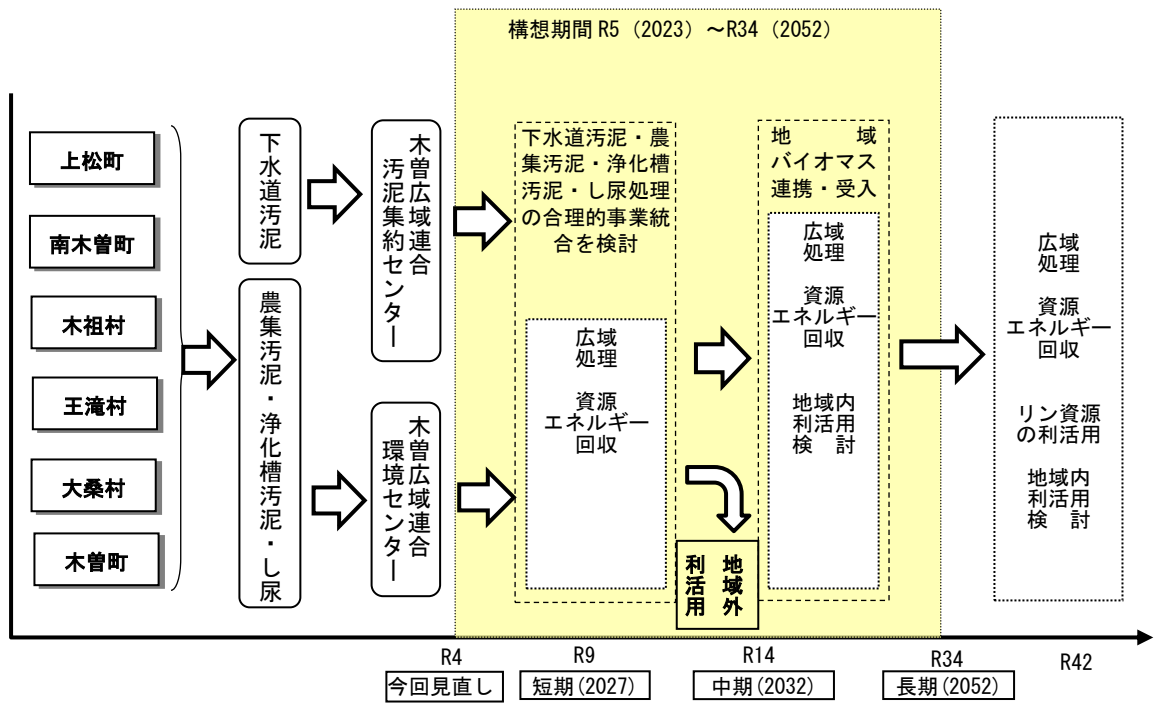 構想期間 R5（2023）～R34（2052）
上松町
南木曽町
木祖村
王滝村
大桑村
木曽町
下水道汚泥
農集汚泥・浄化槽汚泥・し尿
木曽広域連合
汚泥集約センター
木曽広域連合
環境センター
下水道汚泥・農
集汚泥・浄化槽
汚泥・し尿処理
の合理的事業統
合を検討
広域
処理
資源
エネルギー
回収
地域外
利活用
地域
バイオマス
連携・受入
広域
処理
資源
エネルギー
回収
地域内
利活用
検討
広域
処理
資源
エネルギー
回収
リン資源
の利活用
地域内
利活用
検討
R4
R9
R14
R34
R42
今回見直し
短期(2027)
中期(2032)
長期(2052)